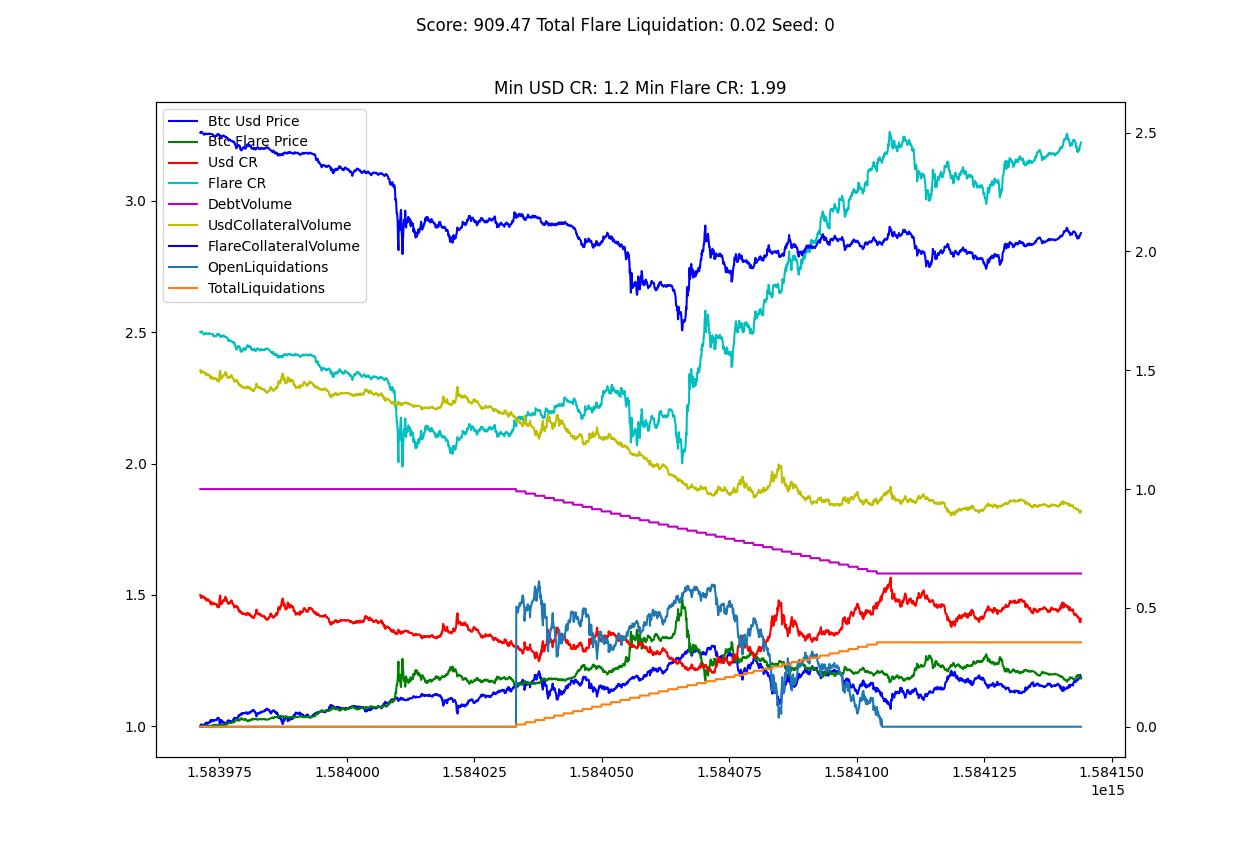 Score: 909.47 Total Flare Liquidation: 0.02 Seed: 0
Min USD CR: 1.2 Min Flare CR: 1.99
Btc Usd Price
Btc Flare Price
Usd CR
Flare CR
DebtVolume
UsdCollateralVolume
FlareCollateralVolume
OpenLiquidations
TotalLiquidations
3.0
2.5
2.0
1.5
1.0
2.5
2.0
1.5
1.0
0.5
0.0
1.583975 1.584000 1.584025 1.584050 1.584075 1.584100 1.584125 1.584150
1e15